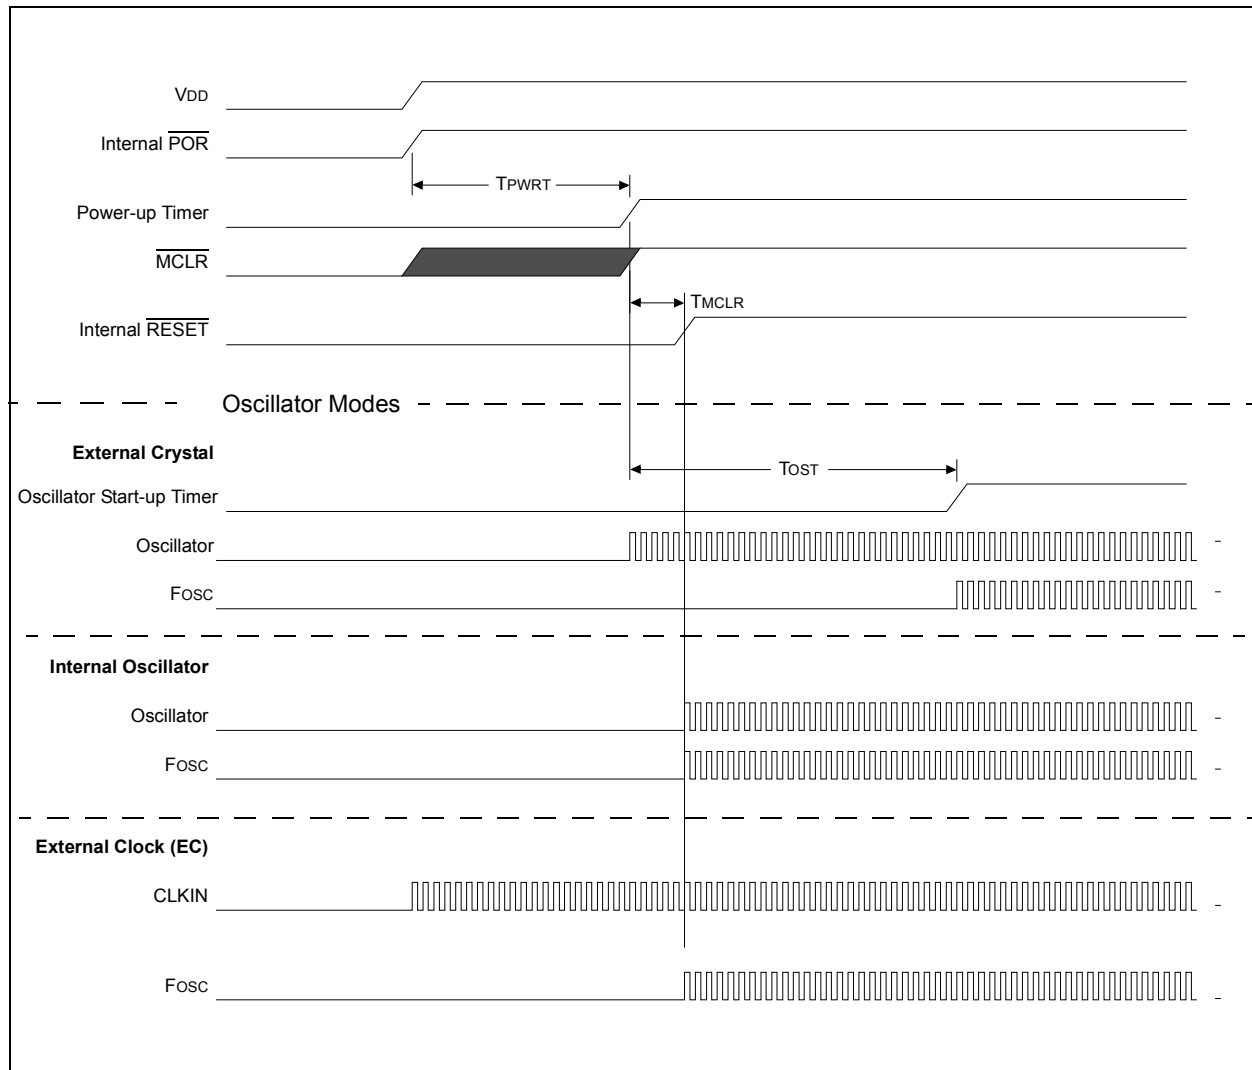 VDD
Internal POR
TPWRT
Power-up Timer
MCLR
TMCLR
Internal RESET
Oscillator Modes
External Crystal
TOST
Oscillator Start-up Timer
Oscillator
FOSC
Internal Oscillator
Oscillator
FOSC
External Clock (EC)
CLKIN
FOSC